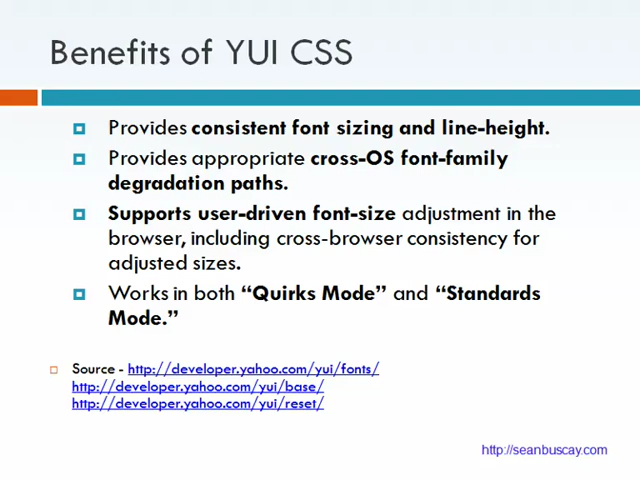 Benefits of YUI CSS
Provides consistent font sizing and line-height.
Provides appropriate cross-OS font-family
degradation paths.
Supports user-driven font-size adjustment in the
browser, including cross-browser consistency for
adjusted sizes.
Works in both “Quirks Mode” and “Standards
Mode.”
Source - http://developer.yahoo.com/yui/fonts/
http://developer.yahoo.com/yui/base/
http://developer.yahoo.com/yui/reset/
http://seanbuscay.com